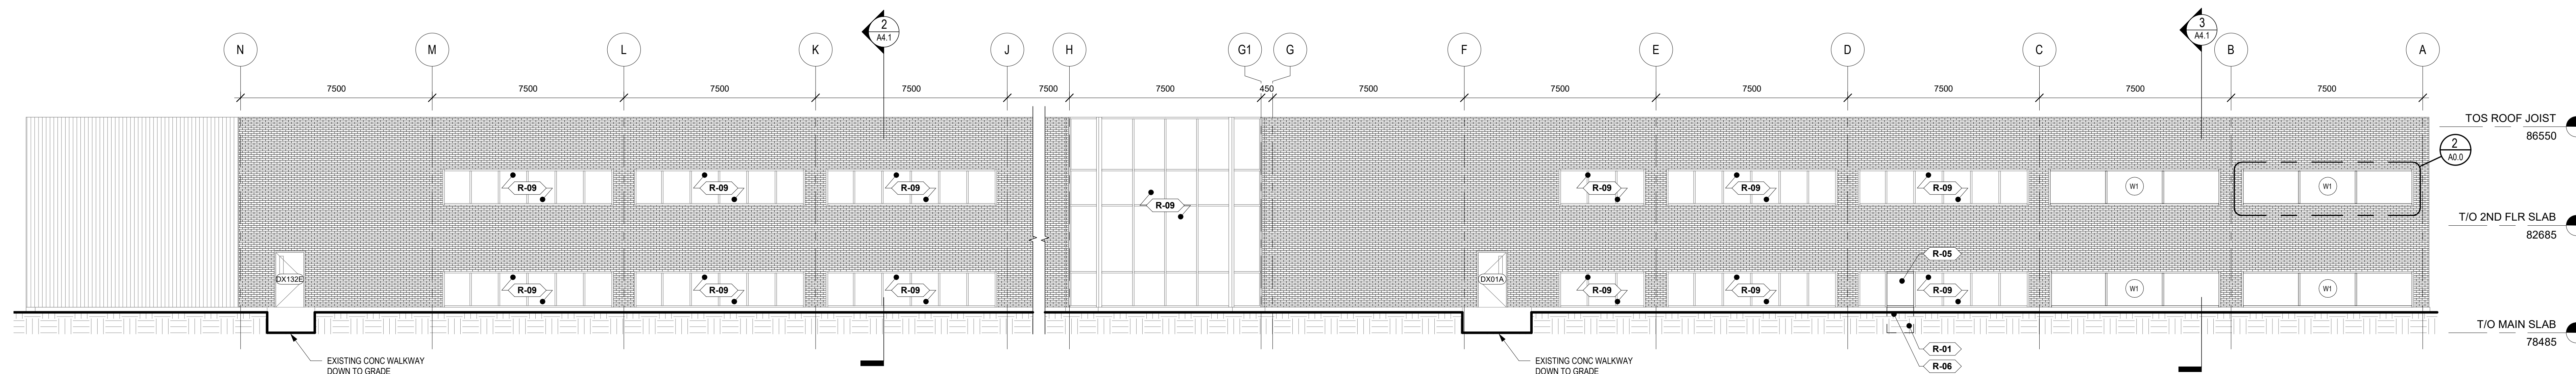 2
A4.1
3
A4.1
N
M
L
K
J
H
G1
G
F
E
D
C
B
A
7500
7500
7500
7500
7500
7500
450
7500
7500
7500
7500
7500
7500
TOS ROOF JOIST
86550
2
A0.0
R-09
R-09
R-09
R-09
R-09
R-09
R-09
W1
W1
T/O 2ND FLR SLAB
82685
R-05
DX132E
DX01A
R-09
R-09
R-09
R-09
R-09
R-09
W1
W1
T/O MAIN SLAB
78485
R-01
R-06
EXISTING CONC WALKWAY
DOWN TO GRADE
EXISTING CONC WALKWAY
DOWN TO GRADE